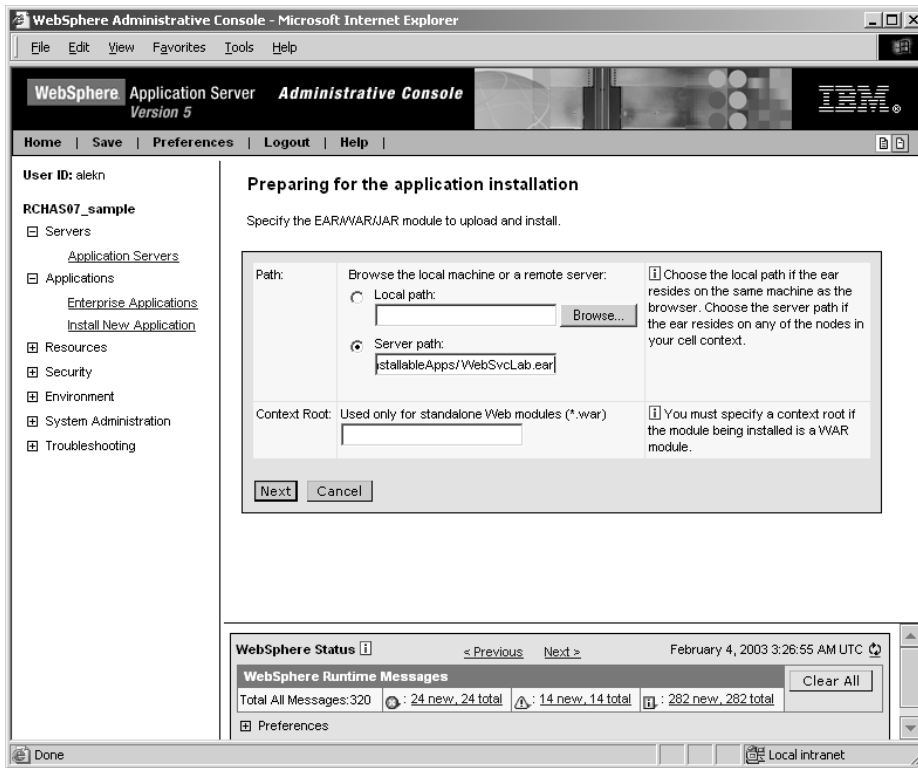 WebSphere Administrative Console - Microsoft Internet Explorer
File Edit View Favorites Tools Help
WebSphere Application Server Administrative Console
Version 5
IBM®
Home | Save | Preferences | Logout | Help |
User ID: alekn
RCHAS07_sample
Servers
Application Servers
Applications
Enterprise Applications
Install New Application
Resources
Security
Environment
System Administration
Troubleshooting
Preparing for the application installation
Specify the EAR/WAR/JAR module to upload and install.
Path:
Browse the local machine or a remote server:
Local path:
Browse...
Server path:
stallableApps/WebSvcLab.ear
i Choose the local path if the ear
resides on the same machine as the
browser. Choose the server path if
the ear resides on any of the nodes in
your cell context.
Context Root:
Used only for standalone Web modules (*.war)
i You must specify a context root if
the module being installed is a WAR
module.
Next Cancel
WebSphere Status i < Previous Next > February 4, 2003 3:26:55 AM UTC
WebSphere Runtime Messages
Clear All
Total All Messages:320 : 24 new, 24 total : 14 new, 14 total : 282 new, 282 total
Preferences
Done
Local intranet